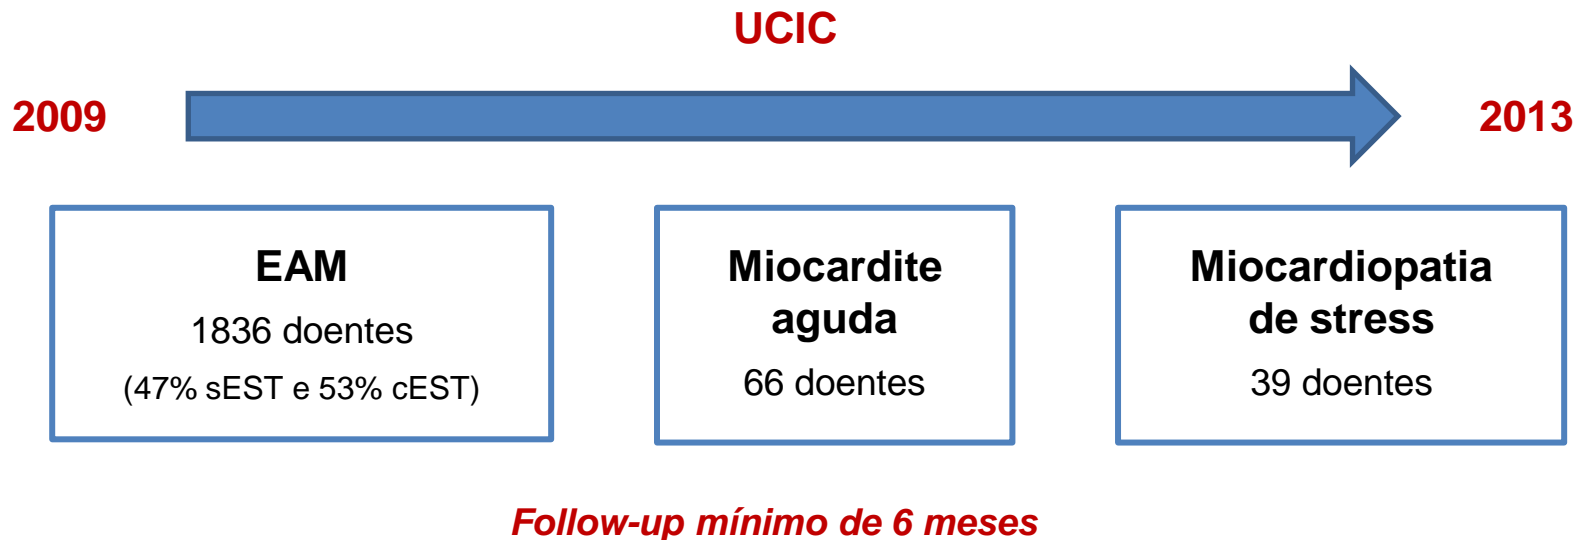 UCIC
2009
2013
EAM
1836 doentes
(47% sEST e 53% cEST)
Miocardite
aguda
66 doentes
Miocardiopatia
de stress
39 doentes
Follow-up mínimo de 6 meses